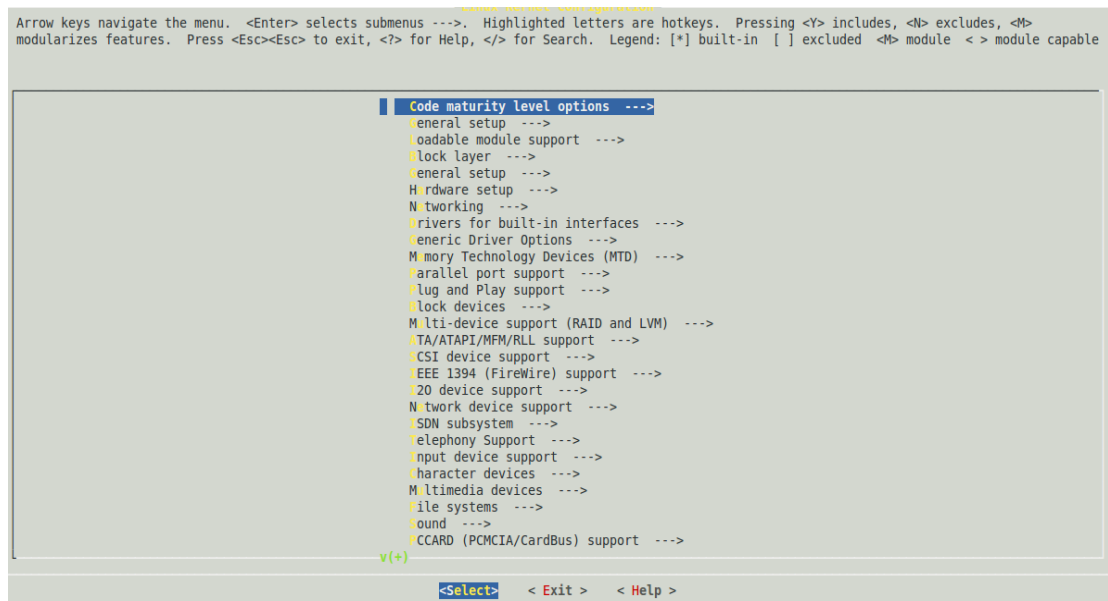 Linux Kernel Configuration
Arrow keys navigate the menu.  <Enter> selects submenus --->.  Highlighted letters are hotkeys.  Pressing <Y> includes, <N> excludes, <M>
modularizes features.  Press <Esc><Esc> to exit, <?> for Help, </> for Search.  Legend: [*] built-in  [ ] excluded  <M> module  < > module capable
Code maturity level options  --->
General setup  --->
Loadable module support  --->
Block layer  --->
General setup  --->
Hardware setup  --->
Networking  --->
Drivers for built-in interfaces  --->
Generic Driver Options  --->
Memory Technology Devices (MTD)  --->
Parallel port support  --->
Plug and Play support  --->
Block devices  --->
Multi-device support (RAID and LVM)  --->
ATA/ATAPI/MFM/RLL support  --->
SCSI device support  --->
IEEE 1394 (FireWire) support  --->
I2O device support  --->
Network device support  --->
ISDN subsystem  --->
Telephony Support  --->
Input device support  --->
Character devices  --->
Multimedia devices  --->
File systems  --->
Sound  --->
PCCARD (PCMCIA/CardBus) support  --->
v(+)
<Select>    < Exit >    < Help >